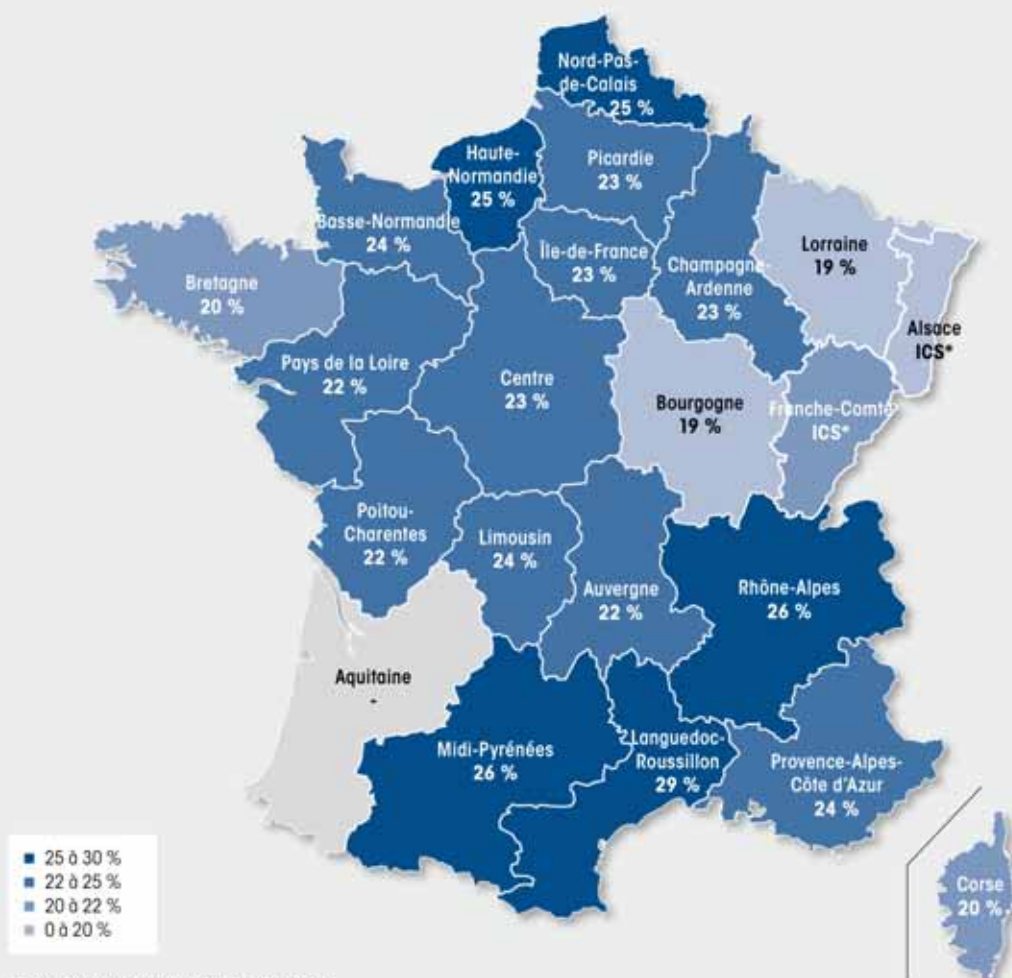 Nord-Pas-
de-Calais
25 %
Haute-
Normandie
25 %
Picardie
23 %
Basse-Normandie
24 %
Île-de-France
23 %
Champagne-
Ardenne
23 %
Lorraine
19 %
Alsace
ICS*
Bretagne
20 %
Pays de la Loire
22 %
Centre
23 %
Bourgogne
19 %
Franche-Comté
ICS*
Poitou-
Charentes
22 %
Limousin
24 %
Auvergne
22 %
Rhône-Alpes
26 %
Aquitaine
-
Midi-Pyrénées
26 %
Languedoc-
Roussillon
29 %
Provence-Alpes-
Côte d'Azur
24 %
Corse
20 %
25 à 30 %
22 à 25 %
20 à 22 %
0 à 20 %